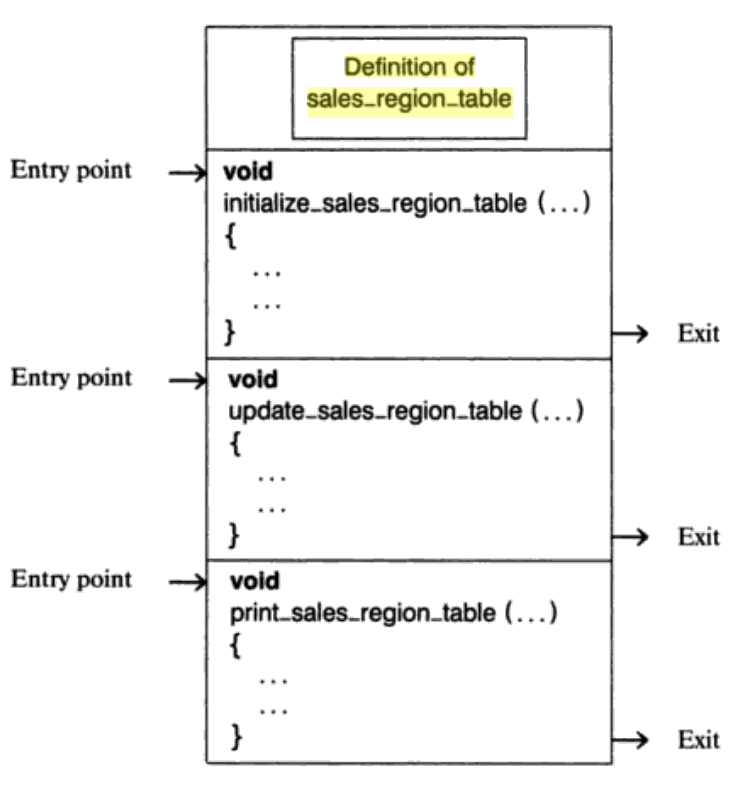 Definition of
sales_region_table
Entry point
void
initialize_sales_region_table (...)
{
...
...
}
Exit
Entry point
void
update_sales_region_table (...)
{
...
...
}
Exit
Entry point
void
print_sales_region_table (...)
{
...
...
}
Exit